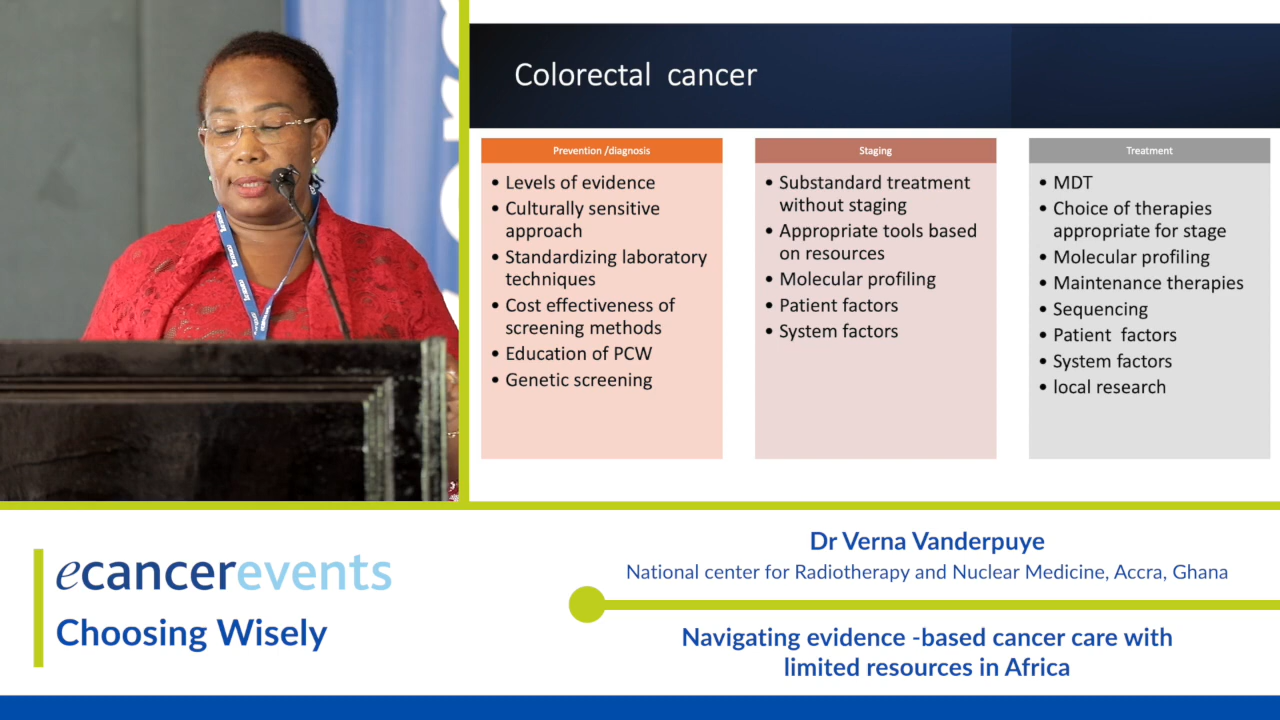 Colorectal cancer
Prevention /diagnosis
• Levels of evidence
• Culturally sensitive
approach
• Standardizing laboratory
techniques
• Cost effectiveness of
screening methods
• Education of PCW
• Genetic screening
Staging
• Substandard treatment
without staging
• Appropriate tools based
on resources
• Molecular profiling
• Patient factors
• System factors
Treatment
• MDT
• Choice of therapies
appropriate for stage
• Molecular profiling
• Maintenance therapies
• Sequencing
• Patient factors
• System factors
• local research
ecancerevents
Choosing Wisely
Dr Verna Vanderpuye
National center for Radiotherapy and Nuclear Medicine, Accra, Ghana
Navigating evidence -based cancer care with
limited resources in Africa